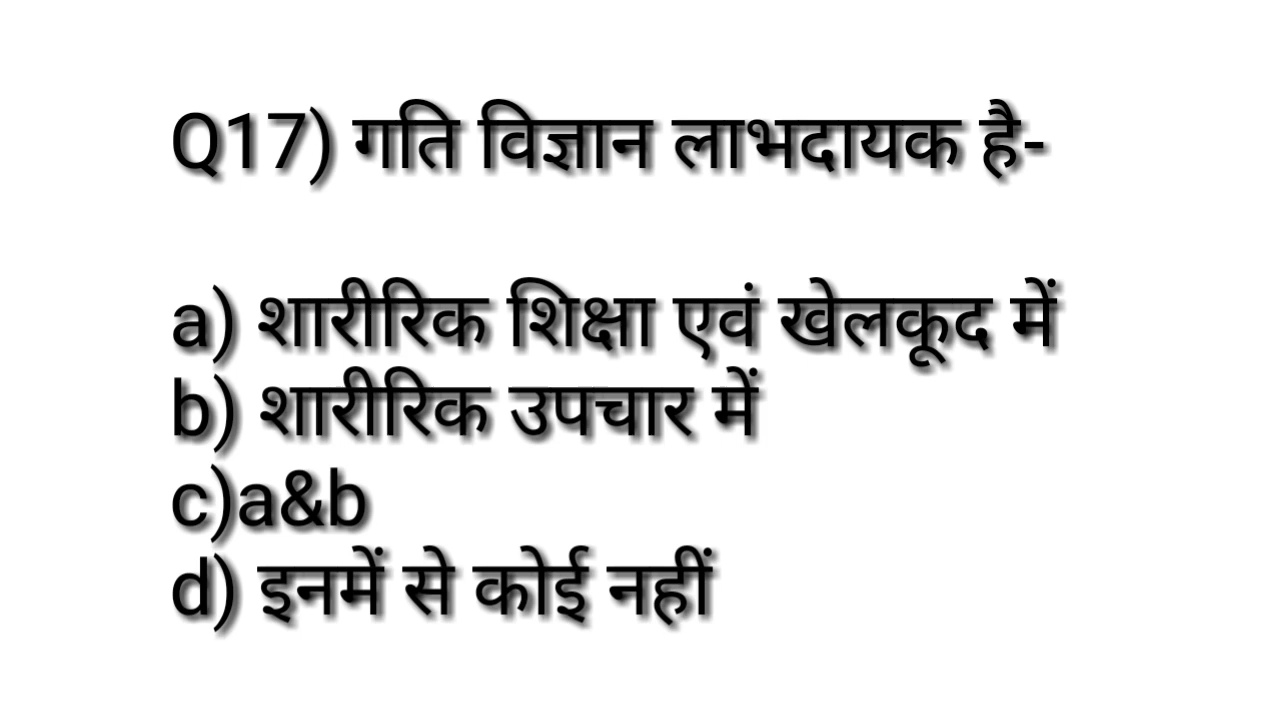 Q17) गति विज्ञान लाभदायक है-
a) शारीरिक शिक्षा एवं खेलकूद में
b) शारीरिक उपचार में
c)a&b
d) इनमें से कोई नहीं